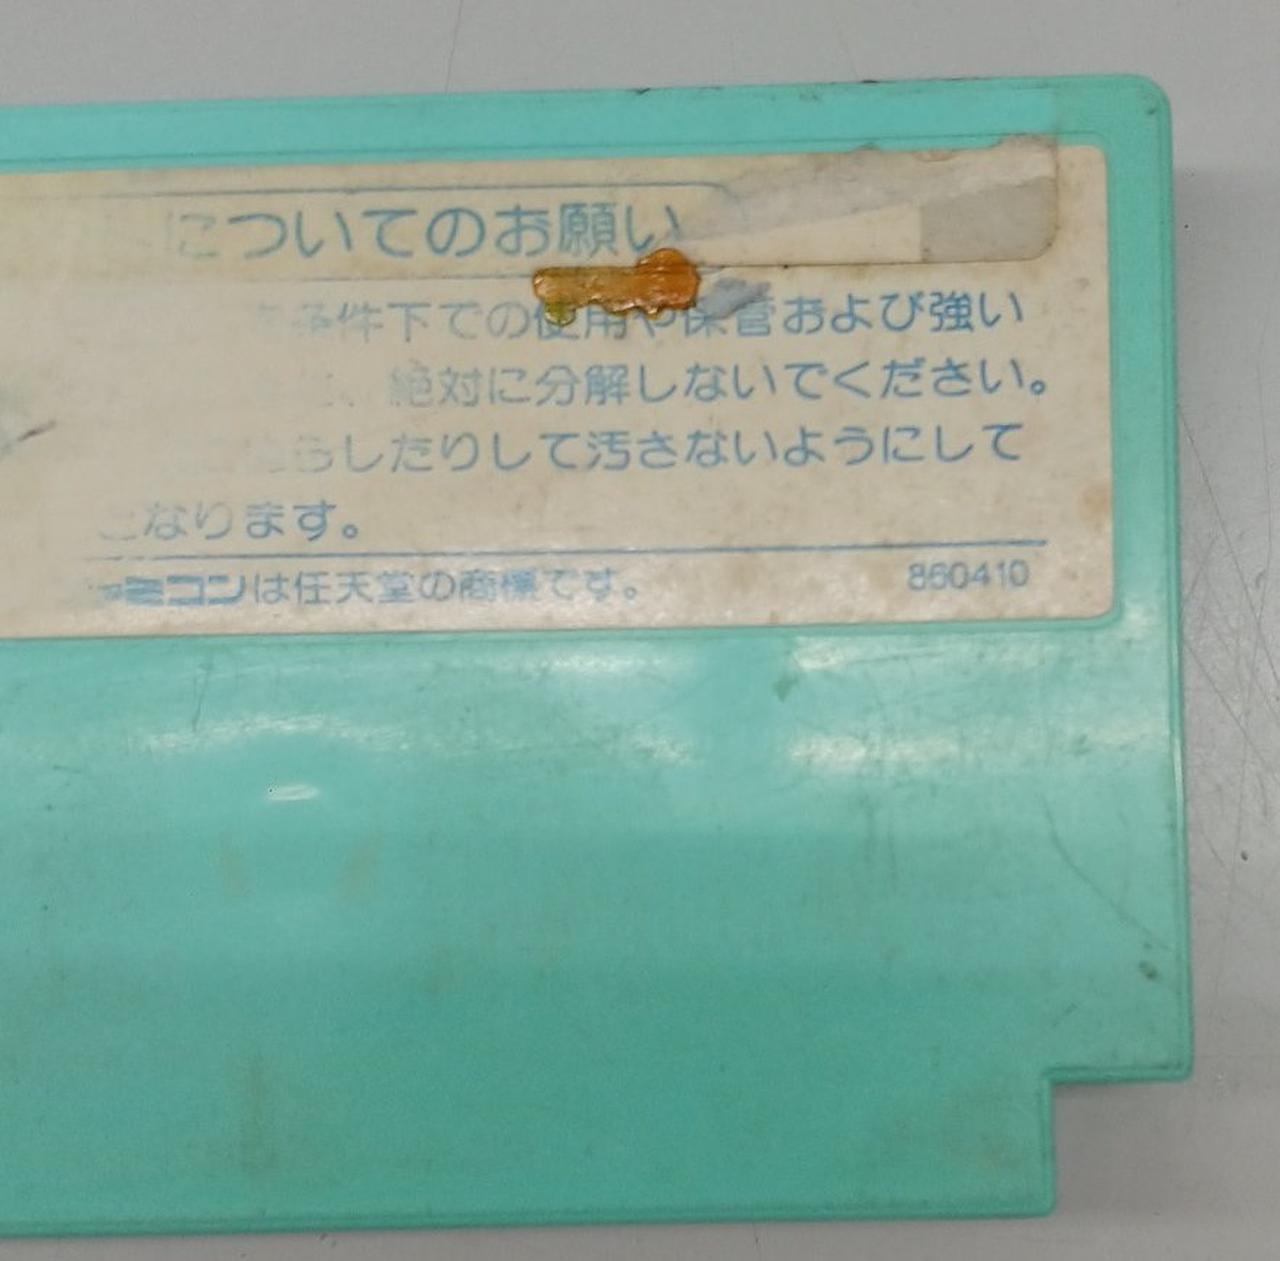 についてのお願い
条件下での使用や保管および強い
絶対に分解しないでください。
らしたりして汚さないようにして
なります。
ミコンは任天堂の商標です。 860410